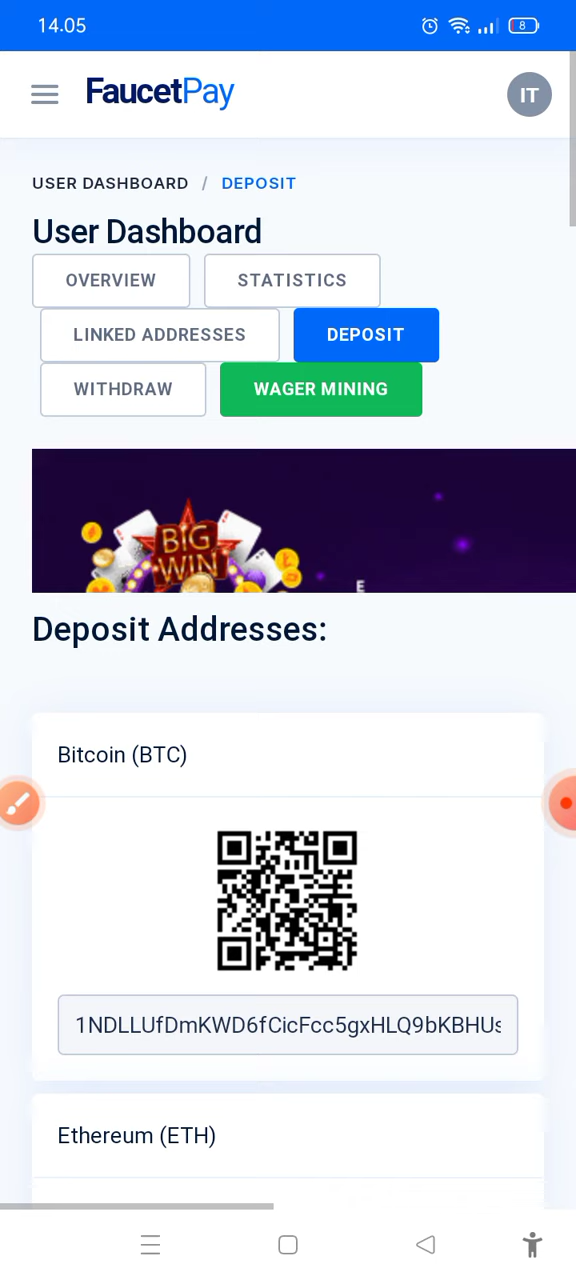 14.05
8
FaucetPay
IT
USER DASHBOARD / DEPOSIT
User Dashboard
OVERVIEW
STATISTICS
LINKED ADDRESSES
DEPOSIT
WITHDRAW
WAGER MINING
BIG
WIN
E
Deposit Addresses:
Bitcoin (BTC)
1NDLLUfDmKWD6fCicFcc5gxHLQ9bKBHUs
Ethereum (ETH)